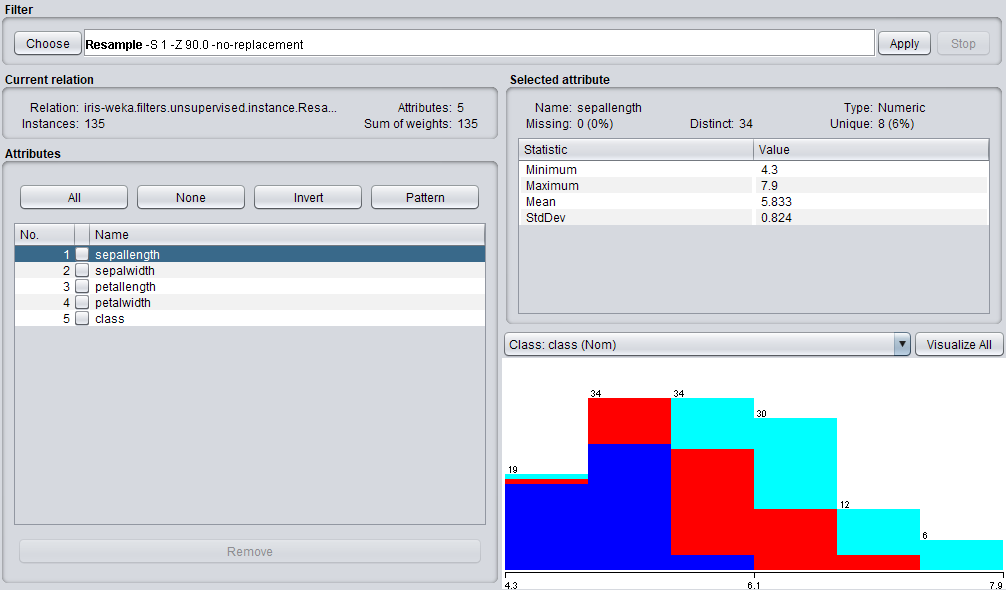 Filter
Choose Resample -S 1 -Z 90.0 -no-replacement Apply Stop
Current relation
Relation: iris-weka.filters.unsupervised.instance.Resa... Attributes: 5
Instances: 135 Sum of weights: 135
Attributes
All None Invert Pattern
No. Name
1 sepallength
2 sepalwidth
3 petallength
4 petalwidth
5 class
Remove
Selected attribute
Name: sepallength Type: Numeric
Missing: 0 (0%) Distinct: 34 Unique: 8 (6%)
Statistic Value
Minimum 4.3
Maximum 7.9
Mean 5.833
StdDev 0.824
Class: class (Nom) Visualize All
19 34 34 30 12 6
4.3 6.1 7.9